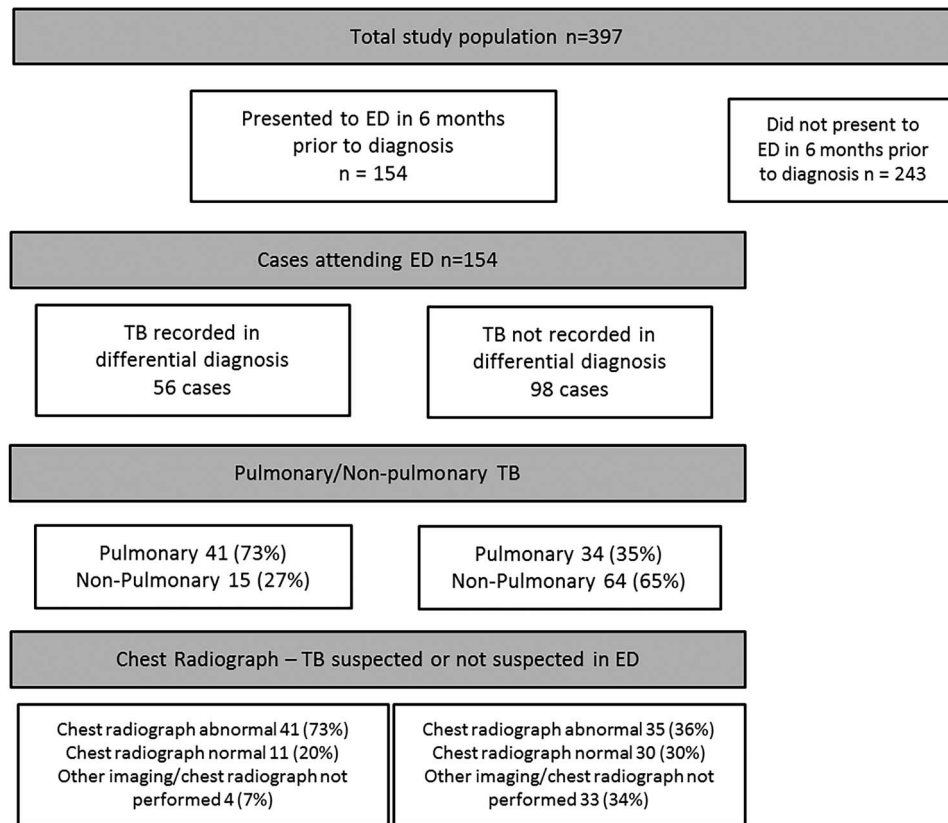 Total study population n=397
Presented to ED in 6 months
prior to diagnosis
n = 154
Did not present to
ED in 6 months prior
to diagnosis n = 243
Cases attending ED n=154
TB recorded in
differential diagnosis
56 cases
TB not recorded in
differential diagnosis
98 cases
Pulmonary/Non-pulmonary TB
Pulmonary 41 (73%)
Non-Pulmonary 15 (27%)
Pulmonary 34 (35%)
Non-Pulmonary 64 (65%)
Chest Radiograph – TB suspected or not suspected in ED
Chest radiograph abnormal 41 (73%)
Chest radiograph normal 11 (20%)
Other imaging/chest radiograph not
performed 4 (7%)
Chest radiograph abnormal 35 (36%)
Chest radiograph normal 30 (30%)
Other imaging/chest radiograph not
performed 33 (34%)